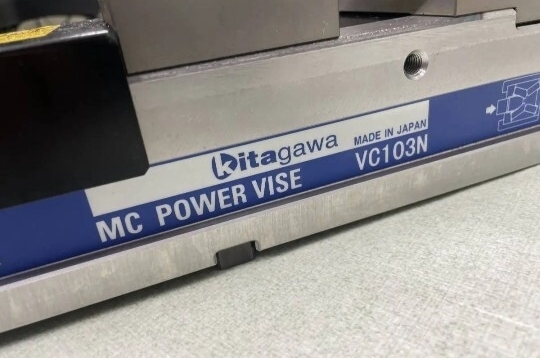 kitagawa
MADE IN JAPAN
MC POWER VISE
VC103N